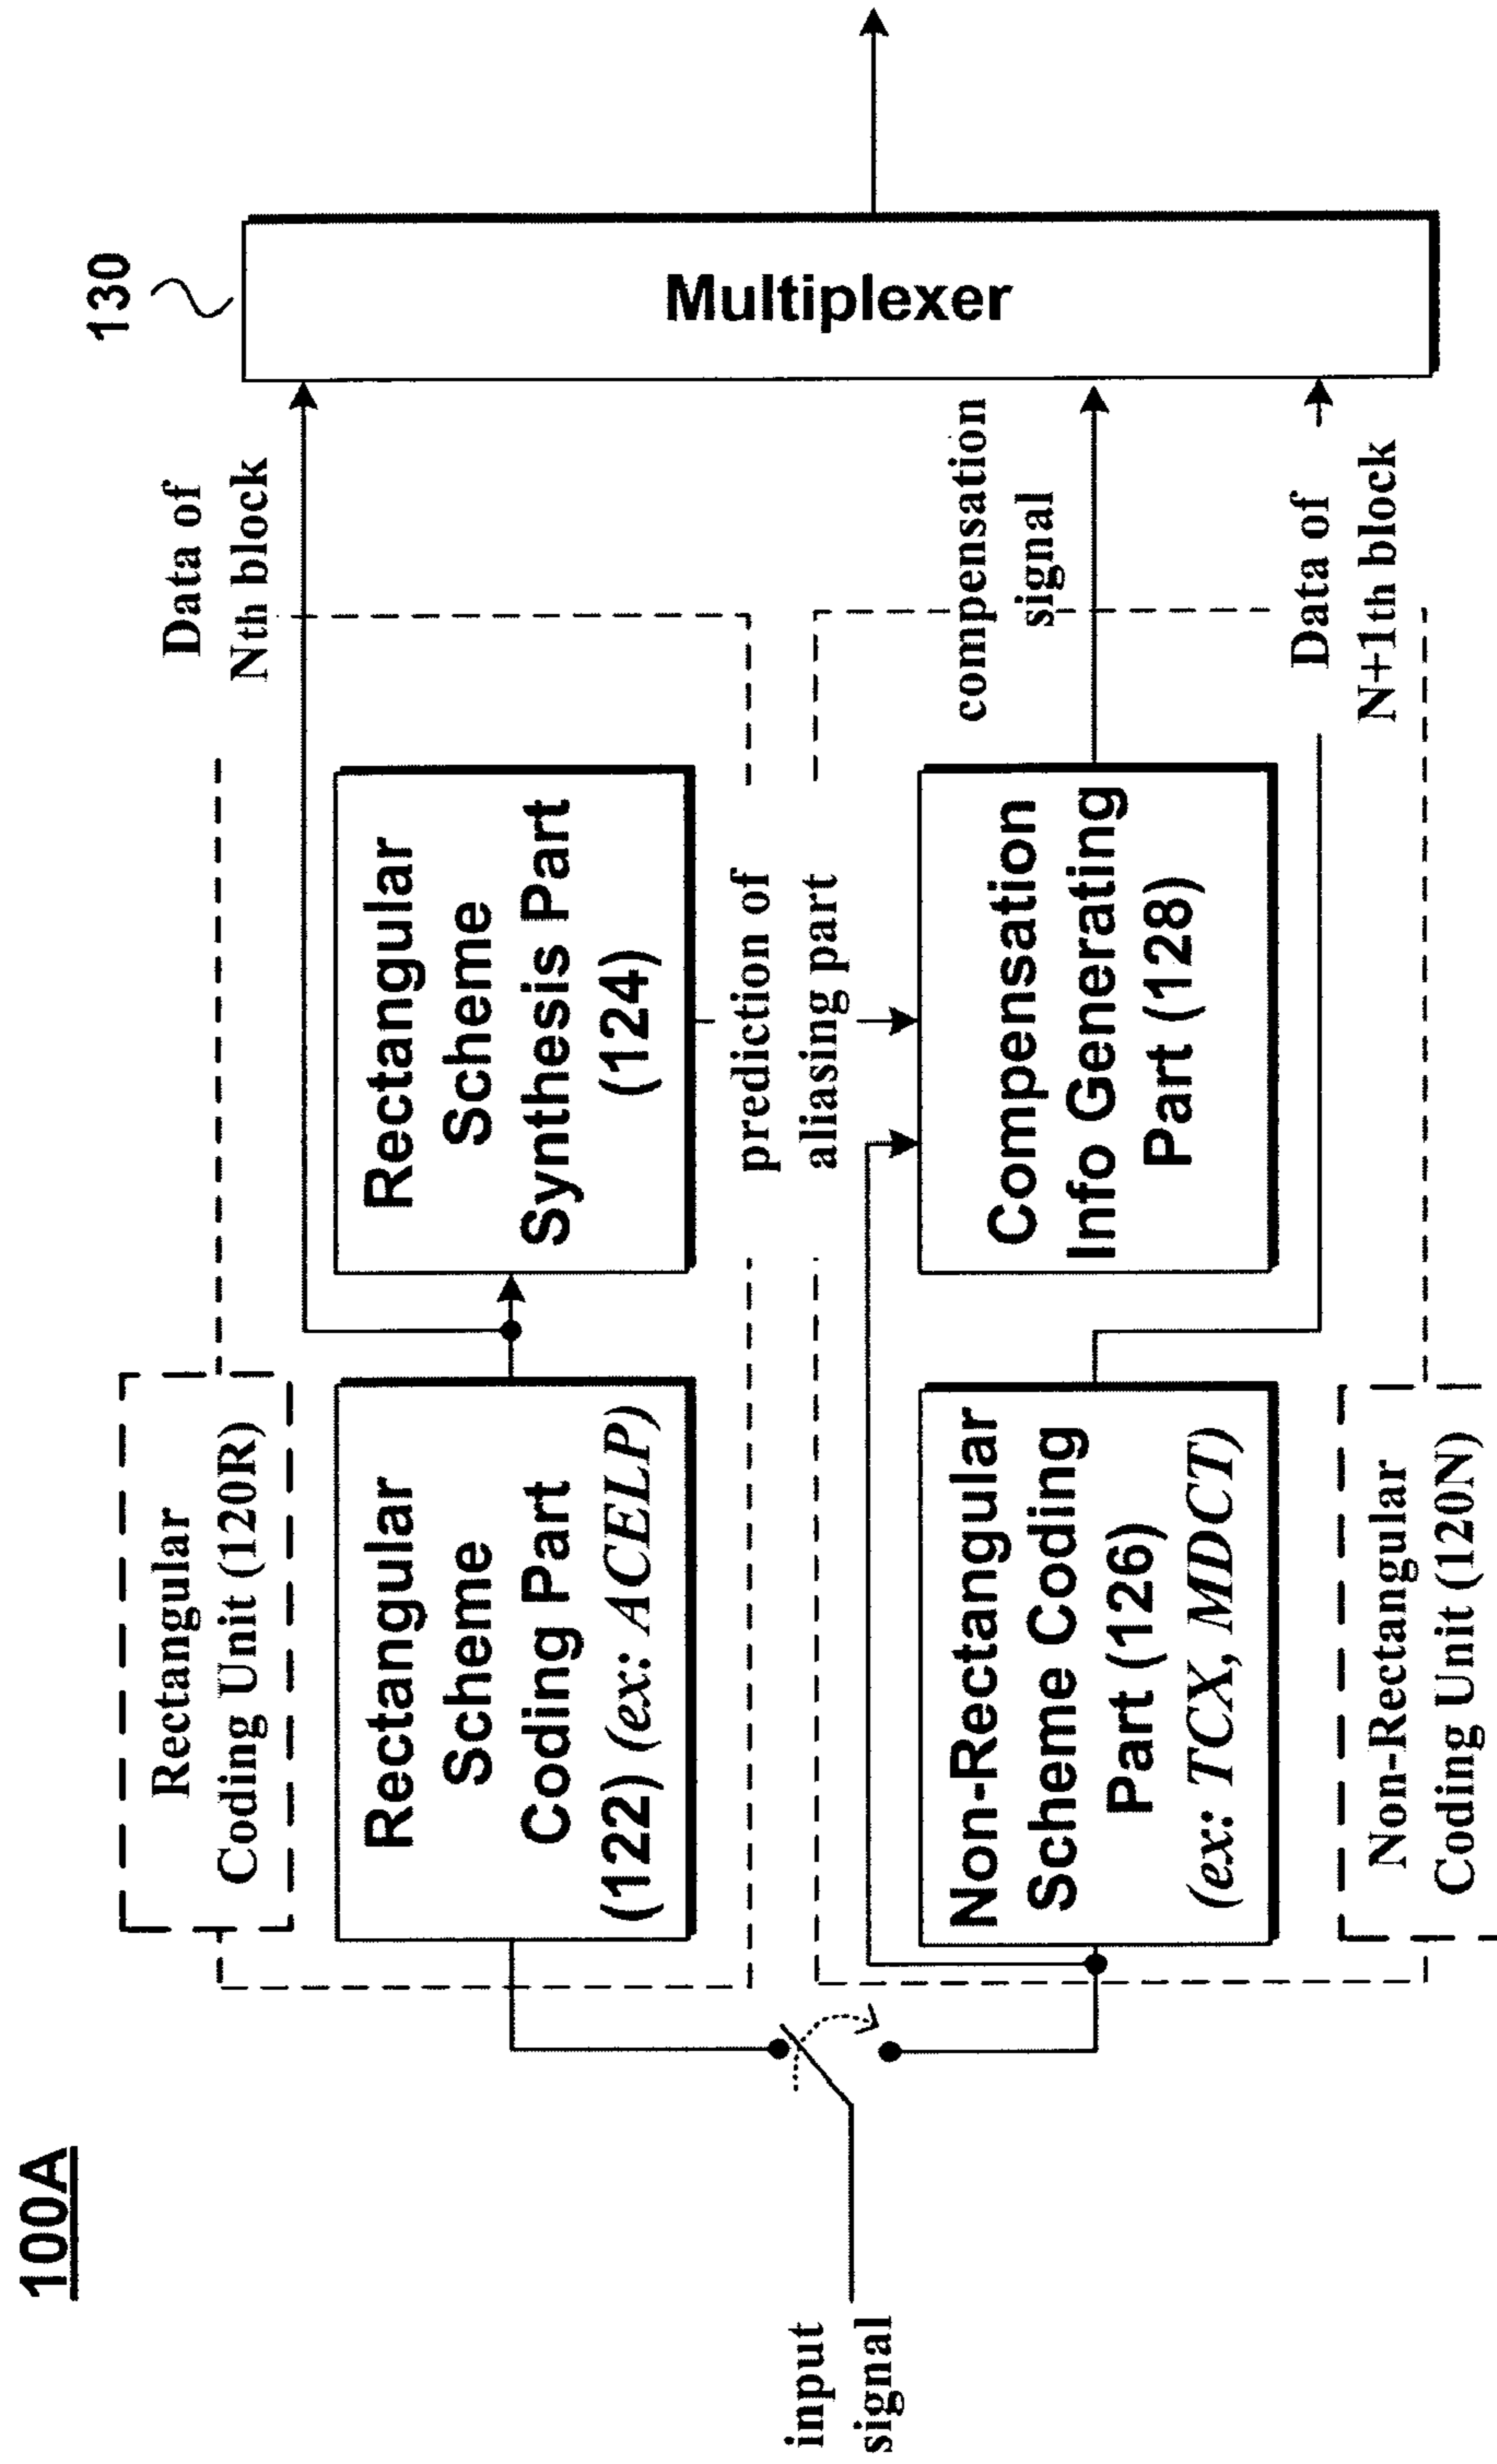 100A
input
signal
Rectangular
Coding Unit (120R)
Rectangular
Scheme
Coding Part
(122) (ex: ACELP)
Rectangular
Scheme
Synthesis Part
(124)
Data of
Nth block
prediction of
aliasing part
Non-Rectangular
Scheme Coding
Part (126)
(ex: TCX, MDCT)
Non-Rectangular
Coding Unit (120N)
Compensation
Info Generating
Part (128)
compensation
signal
Data of
N+1th block
130
Multiplexer